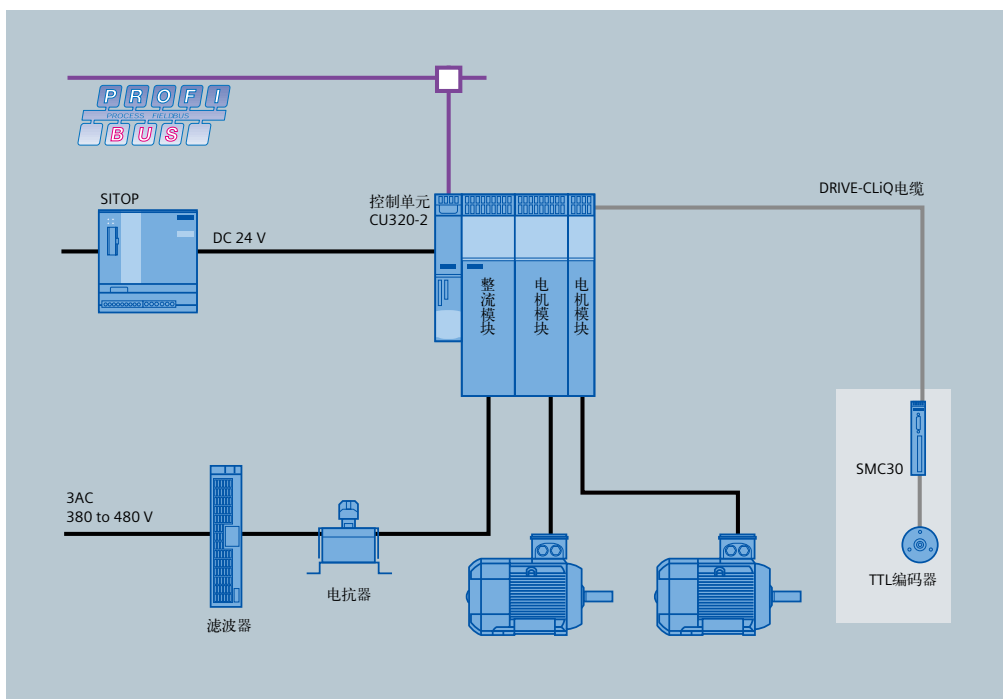 PROFI
PROCESS FIELDBUS
BUS
SITOP
DC 24 V
控制单元
CU320-2
DRIVE-CLiQ电缆
整流模块
电机模块
电机模块
3AC
380 to 480 V
滤波器
电抗器
SMC30
TTL编码器